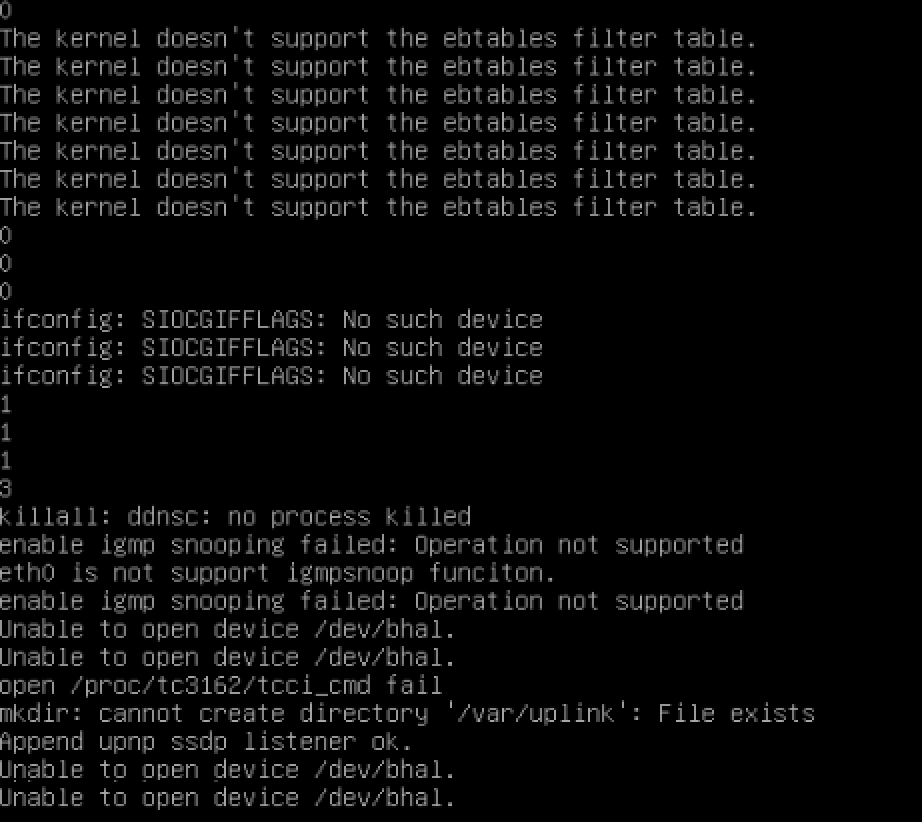 0
The kernel doesn't support the ebtables filter table.
The kernel doesn't support the ebtables filter table.
The kernel doesn't support the ebtables filter table.
The kernel doesn't support the ebtables filter table.
The kernel doesn't support the ebtables filter table.
The kernel doesn't support the ebtables filter table.
The kernel doesn't support the ebtables filter table.
0
0
0
ifconfig: SIOCGIFFLAGS: No such device
ifconfig: SIOCGIFFLAGS: No such device
ifconfig: SIOCGIFFLAGS: No such device
1
1
1
3
killall: ddnsc: no process killed
enable igmp snooping failed: Operation not supported
eth0 is not support igmpsnoop funciton.
enable igmp snooping failed: Operation not supported
Unable to open device /dev/bhal.
Unable to open device /dev/bhal.
open /proc/tc3162/tcci_cmd fail
mkdir: cannot create directory '/var/uplink': File exists
Append upnp ssdp listener ok.
Unable to open device /dev/bhal.
Unable to open device /dev/bhal.